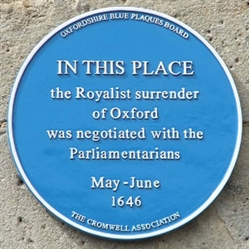 OXFORDSHIRE BLUE PLAQUES BOARD
IN THIS PLACE
the Royalist surrender
of Oxford
was negotiated with the
Parliamentarians
May - June
1646
THE CROMWELL ASSOCIATION